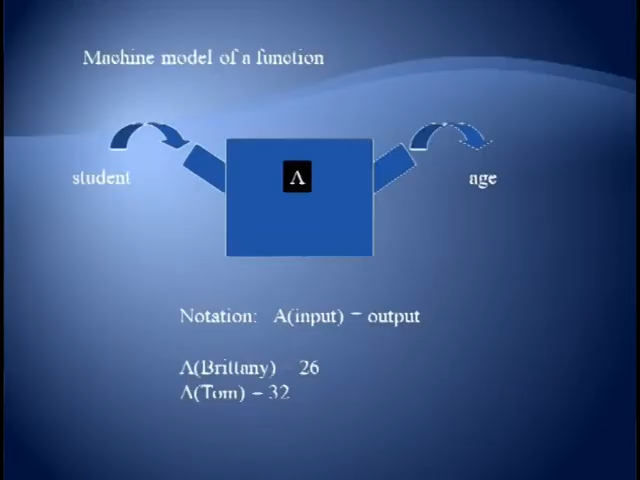 Machine model of a function
student
A
age
Notation: A(input) = output
A(Brittany) = 26
A(Tom) = 32